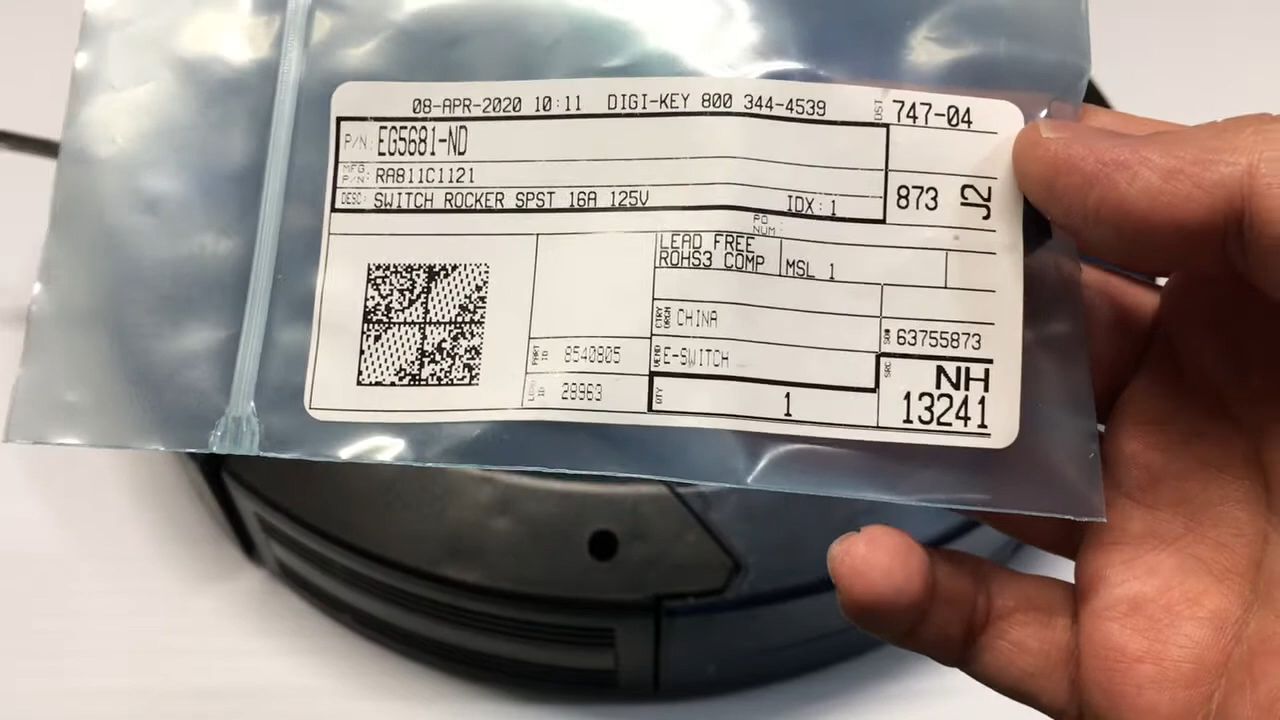 08-APR-2020 10:11 DIGI-KEY 800 344-4539
DST 747-04
P/N: EG5681-ND
MFG P/N: RA811C1121
DESC: SWITCH ROCKER SPST 16A 125V IDX: 1
873 J2
PO NUM:
LEAD FREE
ROHS3 COMP
MSL 1
CTRY ORGN CHINA
SO# 63755873
PART ID 8540805
VEND E-SWITCH
28963
QTY 1
SRC NH
13241